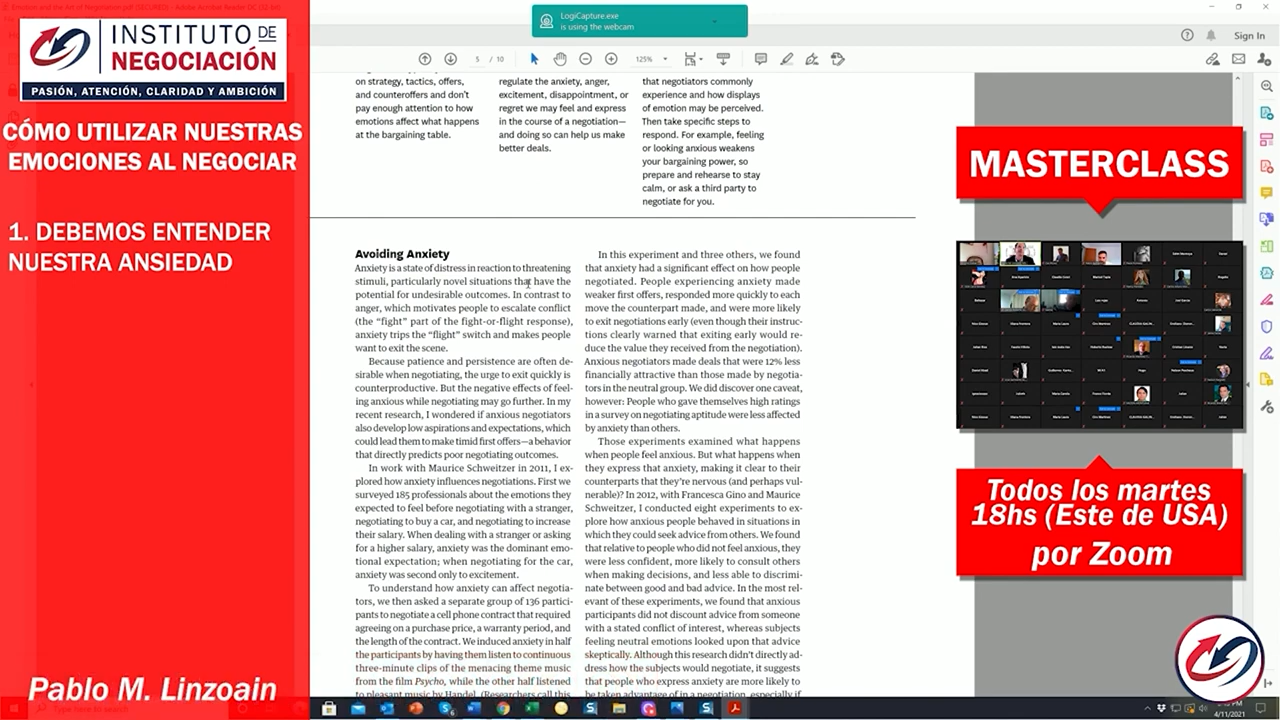 INSTITUTO DE
NEGOCIACIÓN
PASIÓN, ATENCIÓN, CLARIDAD Y AMBICIÓN
CÓMO UTILIZAR NUESTRAS
EMOCIONES AL NEGOCIAR
1. DEBEMOS ENTENDER
NUESTRA ANSIEDAD
Pablo M. Linzoain
LogiCapture.exe
is using the webcam
Sign In
5 / 10
125%
on strategy, tactics, offers,
and counteroffers and don't
pay enough attention to how
emotions affect what happens
at the bargaining table.
regulate the anxiety, anger,
excitement, disappointment, or
regret we may feel and express
in the course of a negotiation—
and doing so can help us make
better deals.
that negotiators commonly
experience and how displays
of emotion may be perceived.
Then take specific steps to
respond. For example, feeling
or looking anxious weakens
your bargaining power, so
prepare and rehearse to stay
calm, or ask a third party to
negotiate for you.
Avoiding Anxiety
Anxiety is a state of distress in reaction to threatening
stimuli, particularly novel situations that have the
potential for undesirable outcomes. In contrast to
anger, which motivates people to escalate conflict
(the “fight” part of the fight-or-flight response),
anxiety trips the “flight” switch and makes people
want to exit the scene.
Because patience and persistence are often de-
sirable when negotiating, the urge to exit quickly is
counterproductive. But the negative effects of feel-
ing anxious while negotiating may go further. In my
recent research, I wondered if anxious negotiators
also develop low aspirations and expectations, which
could lead them to make timid first offers—a behavior
that directly predicts poor negotiating outcomes.
In work with Maurice Schweitzer in 2011, I ex-
plored how anxiety influences negotiations. First we
surveyed 185 professionals about the emotions they
expected to feel before negotiating with a stranger,
negotiating to buy a car, and negotiating to increase
their salary. When dealing with a stranger or asking
for a higher salary, anxiety was the dominant emo-
tional expectation; when negotiating for the car,
anxiety was second only to excitement.
To understand how anxiety can affect negotia-
tors, we then asked a separate group of 136 partici-
pants to negotiate a cell phone contract that required
agreeing on a purchase price, a warranty period, and
the length of the contract. We induced anxiety in half
the participants by having them listen to continuous
three-minute clips of the menacing theme music
from the film Psycho, while the other half listened
to pleasant music by Handel. (Researchers call this
In this experiment and three others, we found
that anxiety had a significant effect on how people
negotiated. People experiencing anxiety made
weaker first offers, responded more quickly to each
move the counterpart made, and were more likely
to exit negotiations early (even though their instruc-
tions clearly warned that exiting early would re-
duce the value they received from the negotiation).
Anxious negotiators made deals that were 12% less
financially attractive than those made by negotia-
tors in the neutral group. We did discover one caveat,
however: People who gave themselves high ratings
in a survey on negotiating aptitude were less affected
by anxiety than others.
Those experiments examined what happens
when people feel anxious. But what happens when
they express that anxiety, making it clear to their
counterparts that they're nervous (and perhaps vul-
nerable)? In 2012, with Francesca Gino and Maurice
Schweitzer, I conducted eight experiments to ex-
plore how anxious people behaved in situations in
which they could seek advice from others. We found
that relative to people who did not feel anxious, they
were less confident, more likely to consult others
when making decisions, and less able to discrimi-
nate between good and bad advice. In the most rel-
evant of these experiments, we found that anxious
participants did not discount advice from someone
with a stated conflict of interest, whereas subjects
feeling neutral emotions looked upon that advice
skeptically. Although this research didn't directly ad-
dress how the subjects would negotiate, it suggests
that people who express anxiety are more likely to
be taken advantage of in a negotiation, especially if
MASTERCLASS
Todos los martes
18hs (Este de USA)
por Zoom
4/11/2021